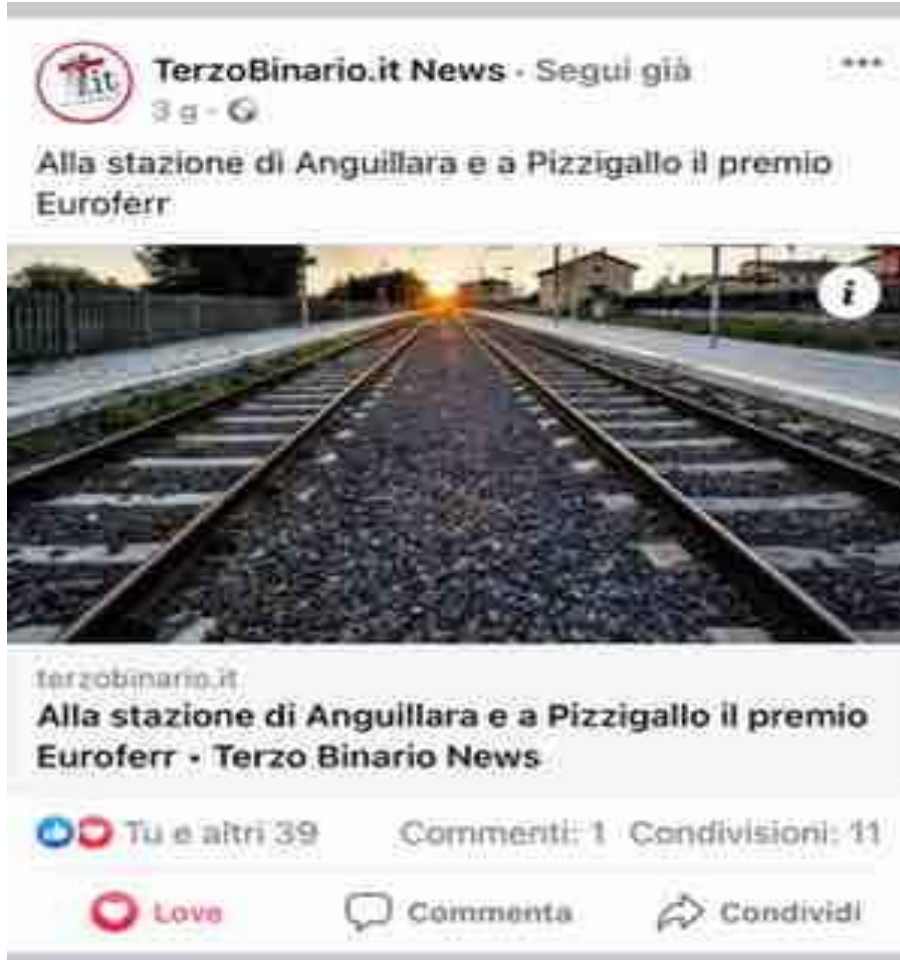 TerzoBinario.it News · Segui già
3 g ·
Alla stazione di Anguillara e a Pizzigallo il premio
Euroferr
i
terzobinario.it
Alla stazione di Anguillara e a Pizzigallo il premio
Euroferr • Terzo Binario News
Tu e altri 39 Commenti: 1 Condivisioni: 11
Love Commenta Condividi